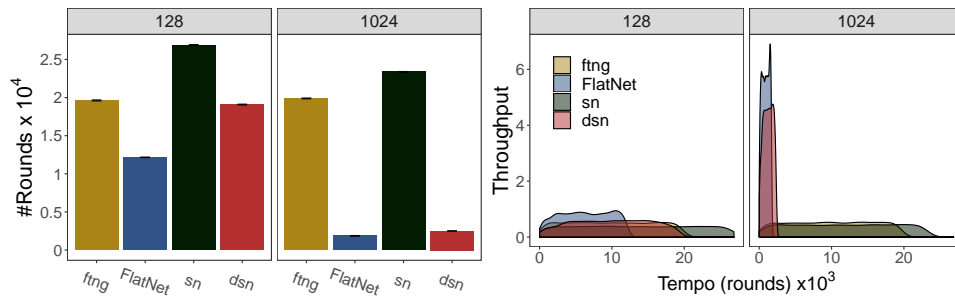 128
1024
#Rounds x 10^4
2.5
2
1.5
1
0.5
0
ftng
FlatNet
sn
dsn
ftng
FlatNet
sn
dsn
128
1024
Throughput
6
4
2
0
ftng
FlatNet
sn
dsn
0
10
20
0
10
20
Tempo (rounds) x10^3